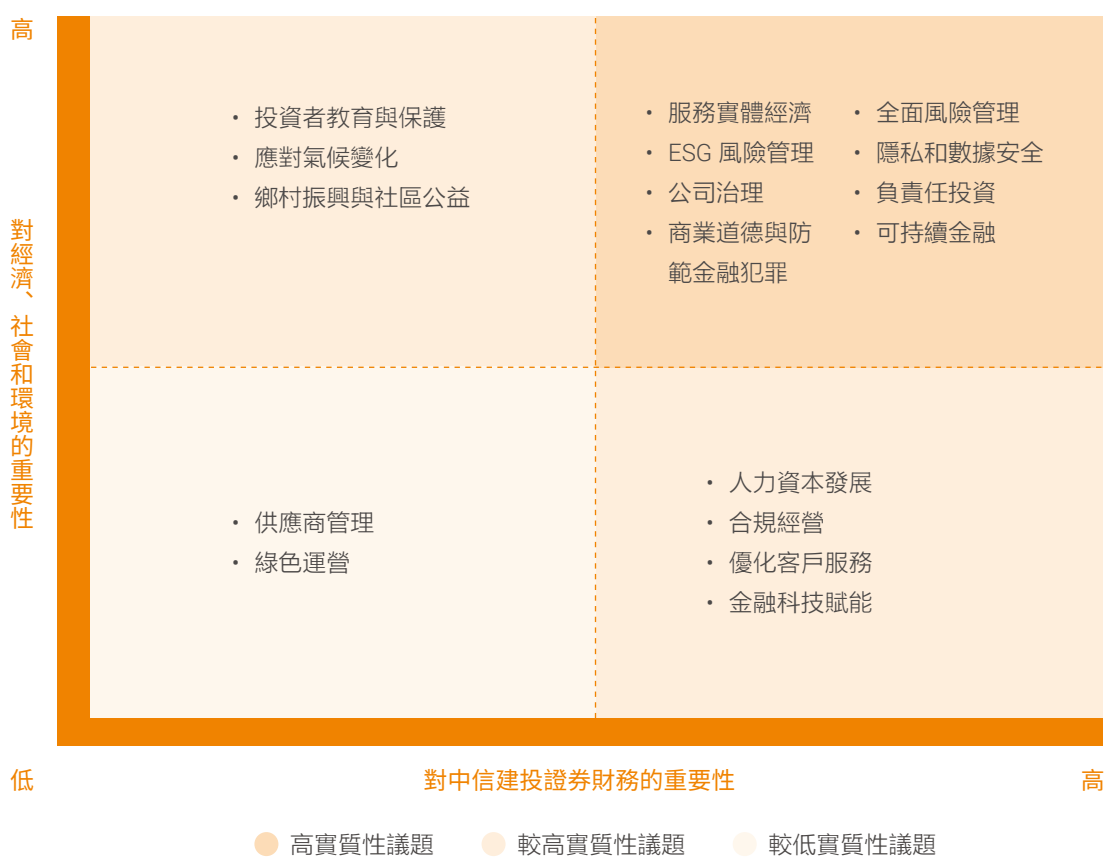 高
對經濟、社會和環境的重要性
・ 投資者教育與保護
・ 應對氣候變化
・ 鄉村振興與社區公益
・ 服務實體經濟
・ ESG 風險管理
・ 公司治理
・ 商業道德與防
範金融犯罪
・ 全面風險管理
・ 隱私和數據安全
・ 負責任投資
・ 可持續金融
・ 供應商管理
・ 綠色運營
・ 人力資本發展
・ 合規經營
・ 優化客戶服務
・ 金融科技賦能
低
對中信建投證券財務的重要性
高
高實質性議題
較高實質性議題
較低實質性議題